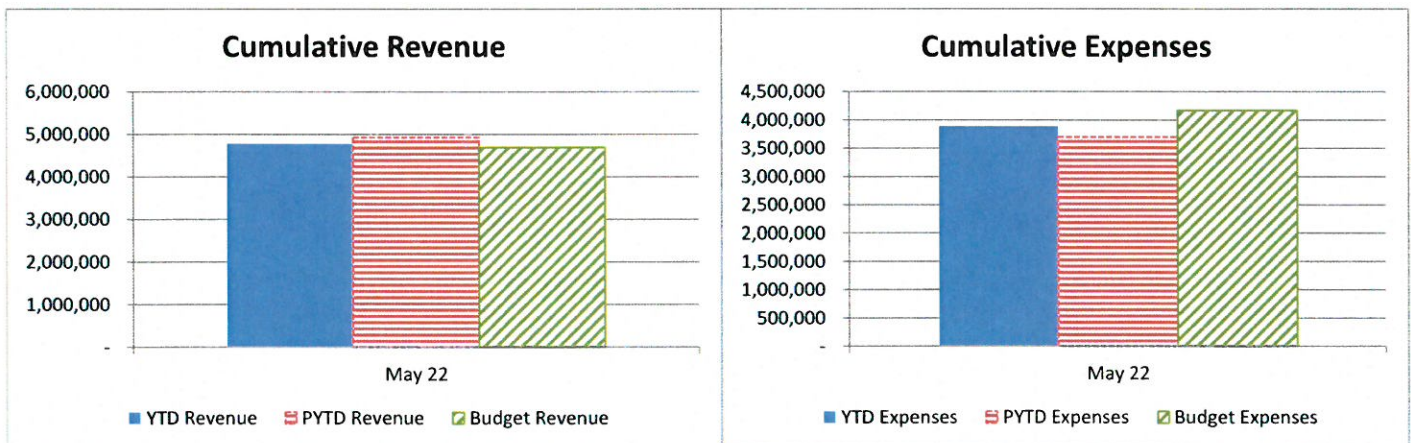 Cumulative Revenue
6,000,000
5,000,000
4,000,000
3,000,000
2,000,000
1,000,000
-
May 22
YTD Revenue PYTD Revenue Budget Revenue
Cumulative Expenses
4,500,000
4,000,000
3,500,000
3,000,000
2,500,000
2,000,000
1,500,000
1,000,000
500,000
-
May 22
YTD Expenses PYTD Expenses Budget Expenses